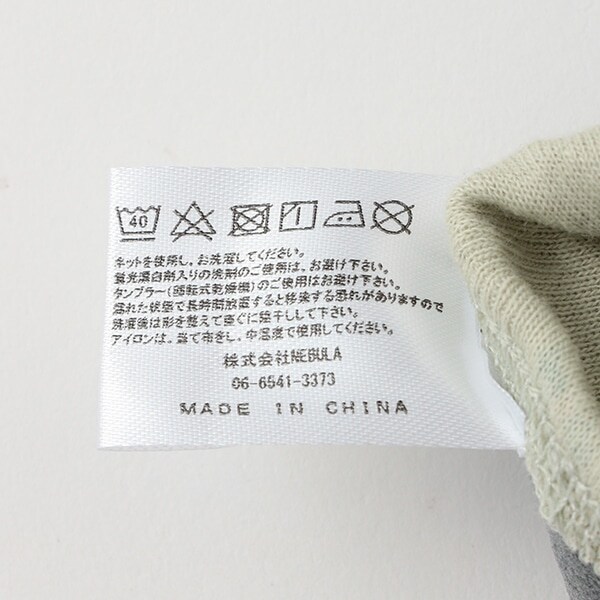 40
ネットを使用し、お洗濯してください。
蛍光漂白剤入りの洗剤のご使用は、お避け下さい。
タンブラー(回転式乾燥機)のご使用はお避け下さい。
濡れた状態で長時間放置すると移染する恐れがありますので
洗濯後は形を整えて直ぐに陰干しして下さい。
アイロンは、当て布をし、中温度で使用してください。
株式会社NEBULA
06-6541-3373
MADE IN CHINA